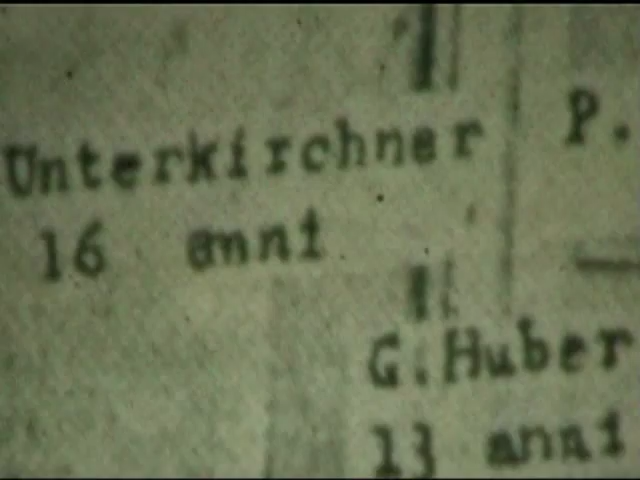 Unterkirchner
P.
16 anni
G.Huber
13 anni